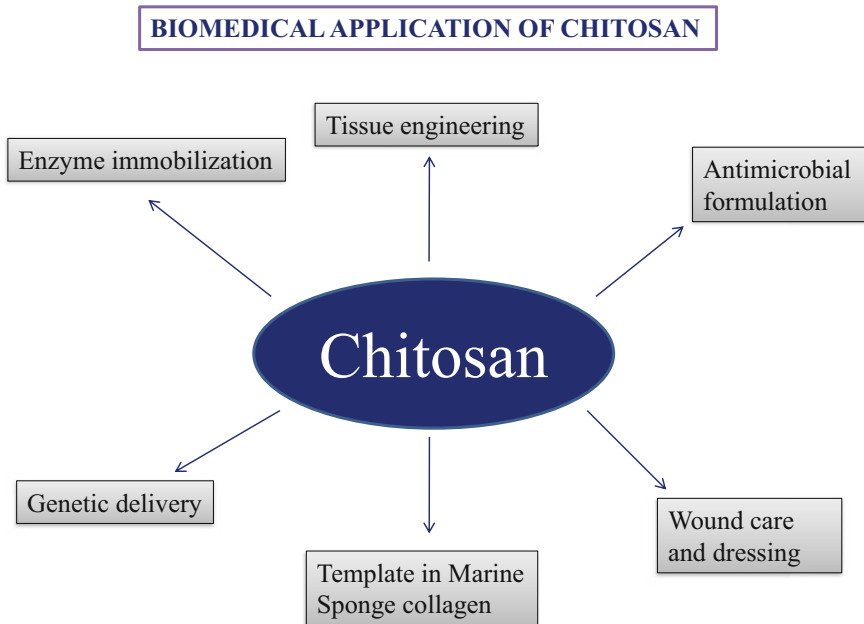 BIOMEDICAL APPLICATION OF CHITOSAN
Tissue engineering
Enzyme immobilization
Antimicrobial
formulation
Chitosan
Genetic delivery
Wound care
and dressing
Template in Marine
Sponge collagen